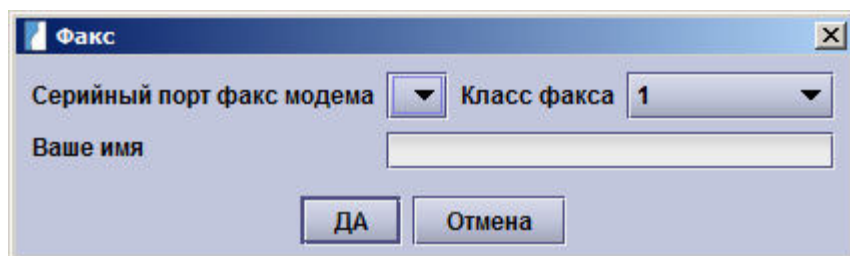 Факс
Серийный порт факс модема Класс факса 1
Ваше имя
ДА Отмена